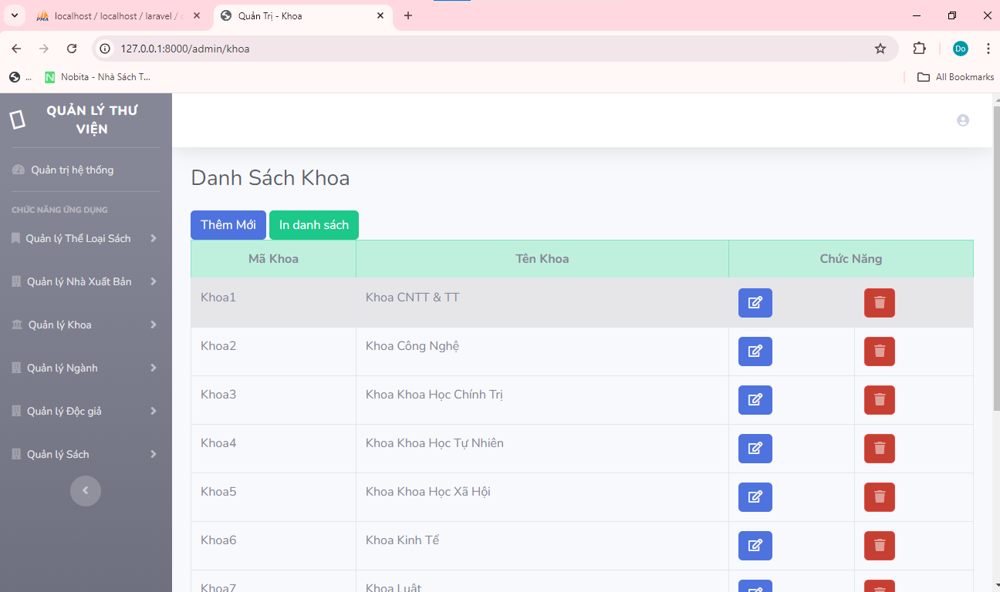 localhost / localhost / laravel /
Quản Trị - Khoa
127.0.0.1:8000/admin/khoa
Do
...
Nobita - Nhà Sách T...
All Bookmarks
QUẢN LÝ THƯ
VIỆN
Quản trị hệ thống
CHỨC NĂNG ỨNG DỤNG
Quản lý Thể Loại Sách
Quản lý Nhà Xuất Bản
Quản lý Khoa
Quản lý Ngành
Quản lý Độc giả
Quản lý Sách
Danh Sách Khoa
Thêm Mới In danh sách
Mã Khoa Tên Khoa Chức Năng
Khoa1 Khoa CNTT & TT
Khoa2 Khoa Công Nghệ
Khoa3 Khoa Khoa Học Chính Trị
Khoa4 Khoa Khoa Học Tự Nhiên
Khoa5 Khoa Khoa Học Xã Hội
Khoa6 Khoa Kinh Tế
Khoa7 Khoa Luật